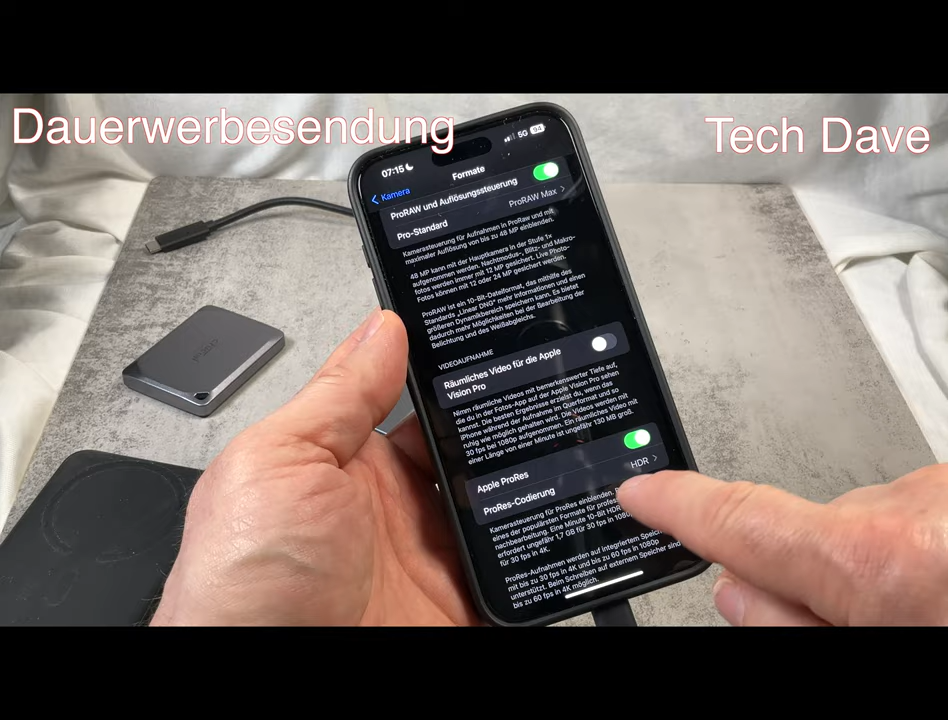 Dauerwerbesendung
Tech Dave
07:15
5G 94
Kamera
Formate
ProRAW und Auflösungssteuerung
Pro-Standard
ProRAW Max
Kamerasteuerung für Aufnahmen in ProRaw und mit
maximaler Auflösung von bis zu 48 MP einblenden.
48 MP kann mit der Hauptkamera in der Stufe 1x
aufgenommen werden. Nachtmodus-, Blitz- und Makro-
fotos werden immer mit 12 MP gesichert. Live Photo-
Fotos können mit 12 oder 24 MP gesichert werden.
ProRAW ist ein 10-Bit-Dateiformat, das mithilfe des
Standards „Linear DNG“ mehr Informationen und einen
größeren Dynamikbereich speichern kann. Es bietet
dadurch mehr Möglichkeiten bei der Bearbeitung der
Belichtung und des Weißabgleichs.
VIDEOAUFNAHME
Räumliches Video für die Apple
Vision Pro
Nimm räumliche Videos mit bemerkenswerter Tiefe auf,
die du in der Fotos-App auf der Apple Vision Pro sehen
kannst. Die besten Ergebnisse erzielst du, wenn das
iPhone während der Aufnahme im Querformat und so
ruhig wie möglich gehalten wird. Die Videos werden mit
30 fps bei 1080p aufgenommen. Ein räumliches Video mit
einer Länge von einer Minute ist ungefähr 130 MB groß.
Apple ProRes
ProRes-Codierung
HDR
Kamerasteuerung für ProRes einblenden.
eines der populärsten Formate für
nachbearbeitung. Eine Minute 10-Bit HDR
erfordert ungefähr 1,7 GB für 30 fps in
für 30 fps in 4K.
ProRes-Aufnahmen werden auf integriertem
mit bis zu 30 fps in 4K und bis zu 60 fps in 1080p
unterstützt. Beim Schreiben auf externem Speicher sind
bis zu 60 fps in 4K möglich.